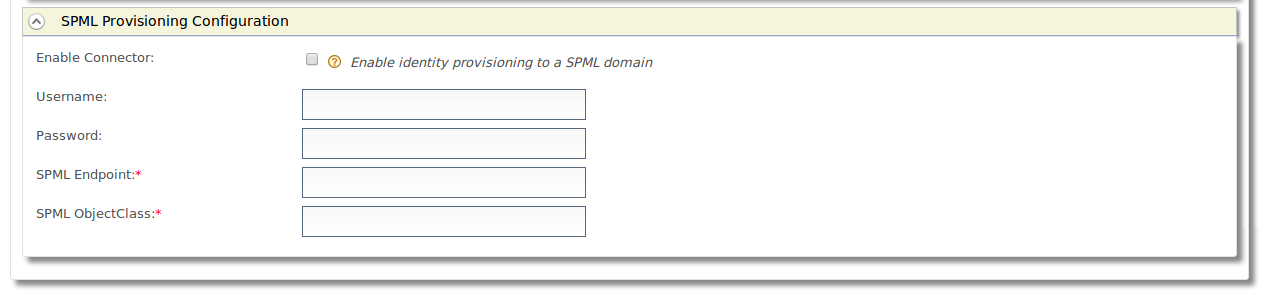 SPML Provisioning Configuration
Enable Connector:
? Enable identity provisioning to a SPML domain
Username:
Password:
SPML Endpoint:*
SPML ObjectClass:*